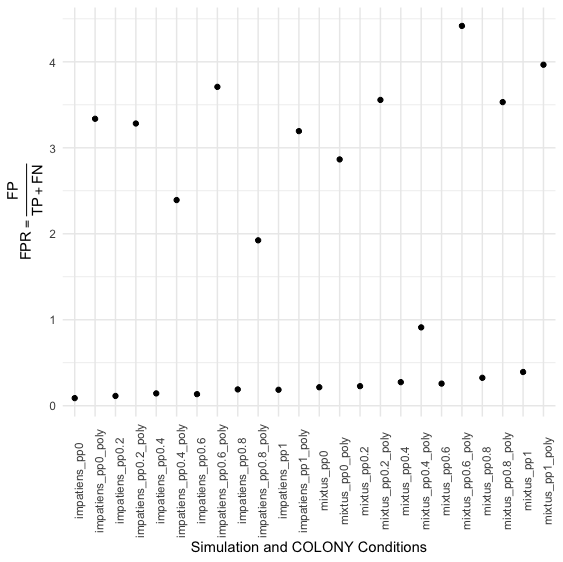 4
3
2
1
0
FPR = FP / TP + FN
impatiens_pp0
impatiens_pp0_poly
impatiens_pp0.2
impatiens_pp0.2_poly
impatiens_pp0.4
impatiens_pp0.4_poly
impatiens_pp0.6
impatiens_pp0.6_poly
impatiens_pp0.8
impatiens_pp0.8_poly
impatiens_pp1
impatiens_pp1_poly
mixtus_pp0
mixtus_pp0_poly
mixtus_pp0.2
mixtus_pp0.2_poly
mixtus_pp0.4
mixtus_pp0.4_poly
mixtus_pp0.6
mixtus_pp0.6_poly
mixtus_pp0.8
mixtus_pp0.8_poly
mixtus_pp1
mixtus_pp1_poly
Simulation and COLONY Conditions